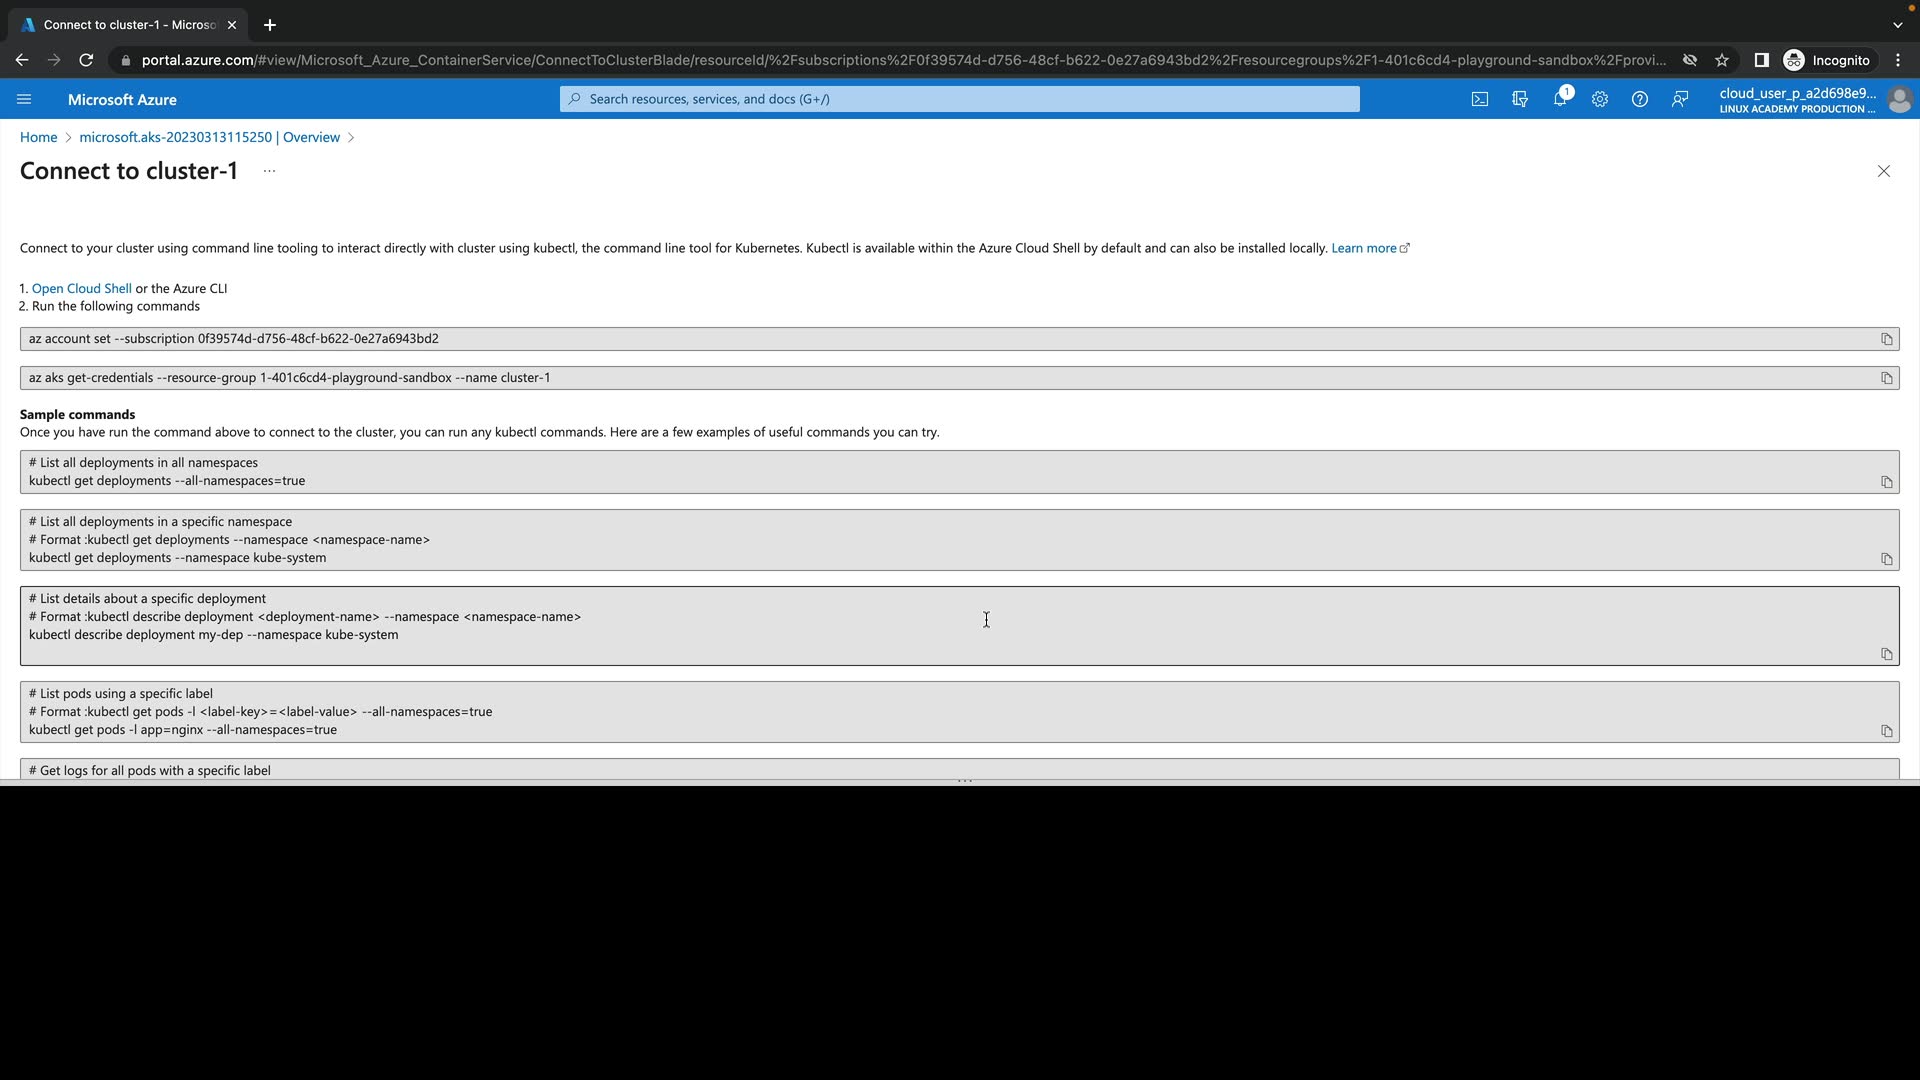 Connect to cluster-1 - Microso
portal.azure.com/#view/Microsoft_Azure_ContainerService/ConnectToClusterBlade/resourceId/%2Fsubscriptions%2F0f39574d-d756-48cf-b622-0e27a6943bd2%2Fresourcegroups%2F1-401c6cd4-playground-sandbox%2Fprovi...
Incognito
Microsoft Azure
Search resources, services, and docs (G+/)
1
cloud_user_p_a2d698e9...
LINUX ACADEMY PRODUCTION ...
Home > microsoft.aks-20230313115250 | Overview >
Connect to cluster-1 ...
Connect to your cluster using command line tooling to interact directly with cluster using kubectl, the command line tool for Kubernetes. Kubectl is available within the Azure Cloud Shell by default and can also be installed locally. Learn more
1. Open Cloud Shell or the Azure CLI
2. Run the following commands
az account set --subscription 0f39574d-d756-48cf-b622-0e27a6943bd2
az aks get-credentials --resource-group 1-401c6cd4-playground-sandbox --name cluster-1
Sample commands
Once you have run the command above to connect to the cluster, you can run any kubectl commands. Here are a few examples of useful commands you can try.
# List all deployments in all namespaces
kubectl get deployments --all-namespaces=true
# List all deployments in a specific namespace
# Format :kubectl get deployments --namespace <namespace-name>
kubectl get deployments --namespace kube-system
# List details about a specific deployment
# Format :kubectl describe deployment <deployment-name> --namespace <namespace-name>
kubectl describe deployment my-dep --namespace kube-system
# List pods using a specific label
# Format :kubectl get pods -l <label-key>=<label-value> --all-namespaces=true
kubectl get pods -l app=nginx --all-namespaces=true
# Get logs for all pods with a specific label